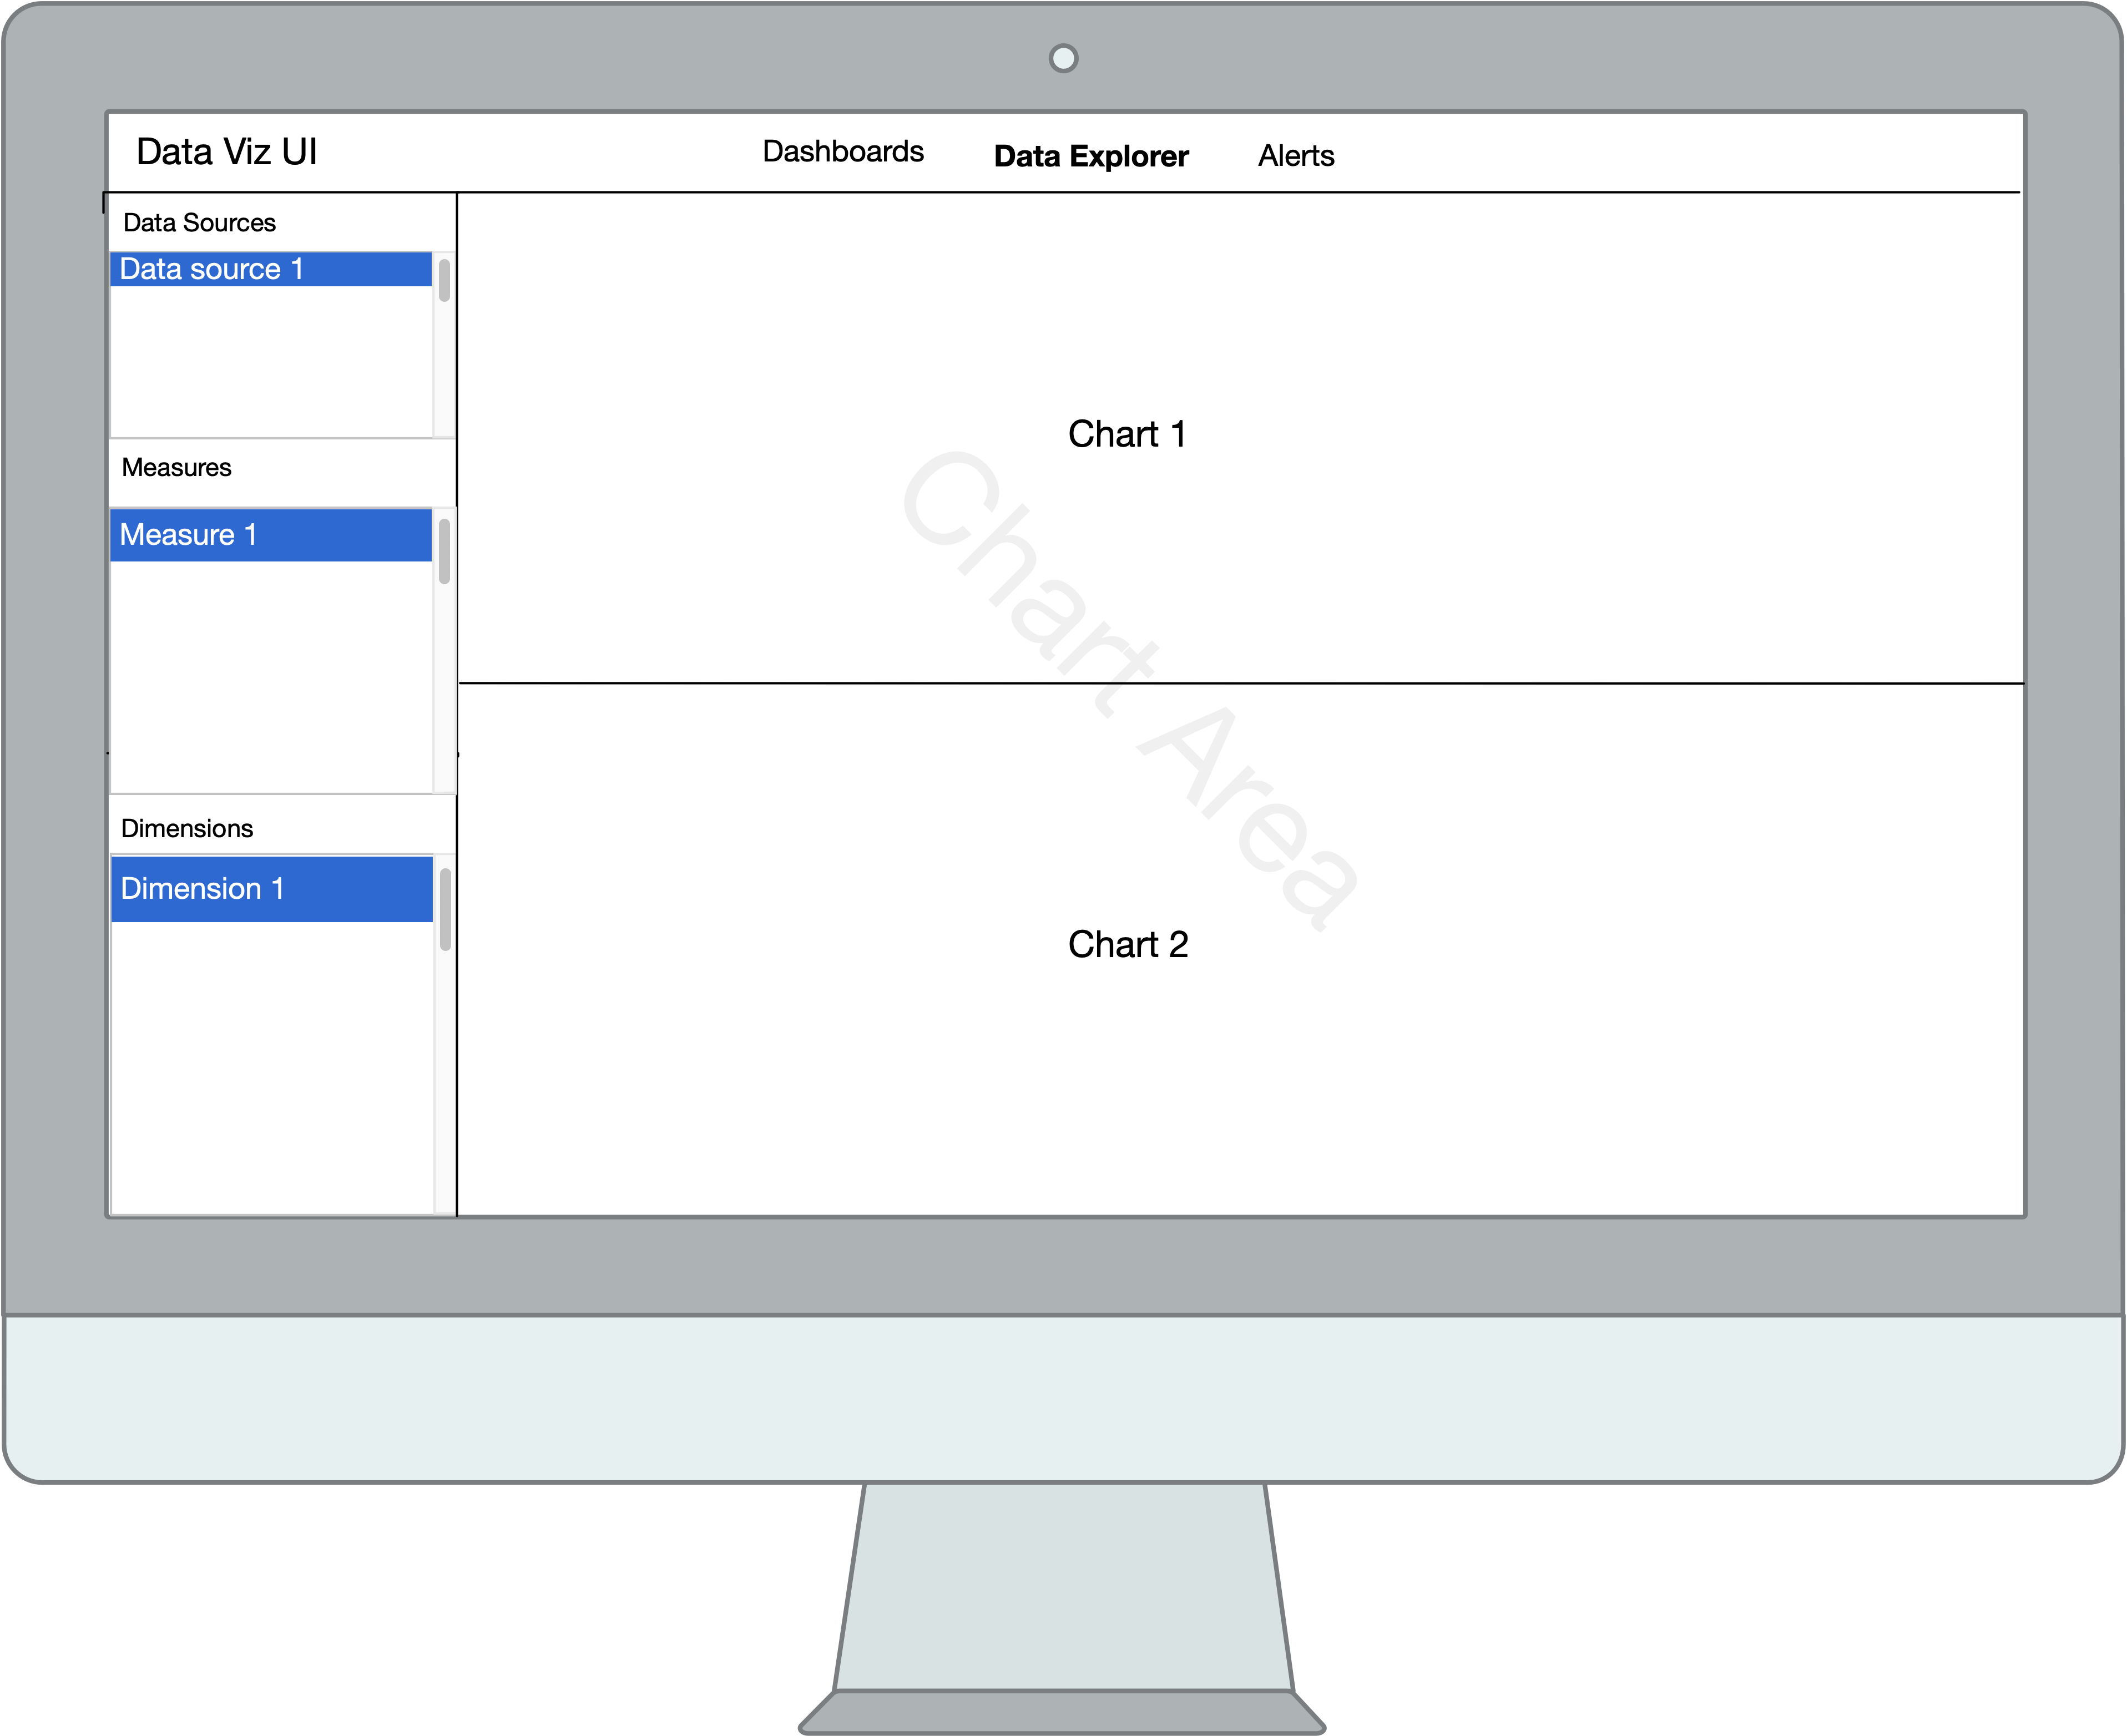 Data Viz UI
Dashboards
Data Explorer
Alerts
Data Sources
Data source 1
Measures
Measure 1
Dimensions
Dimension 1
Chart 1
Chart Area
Chart 2